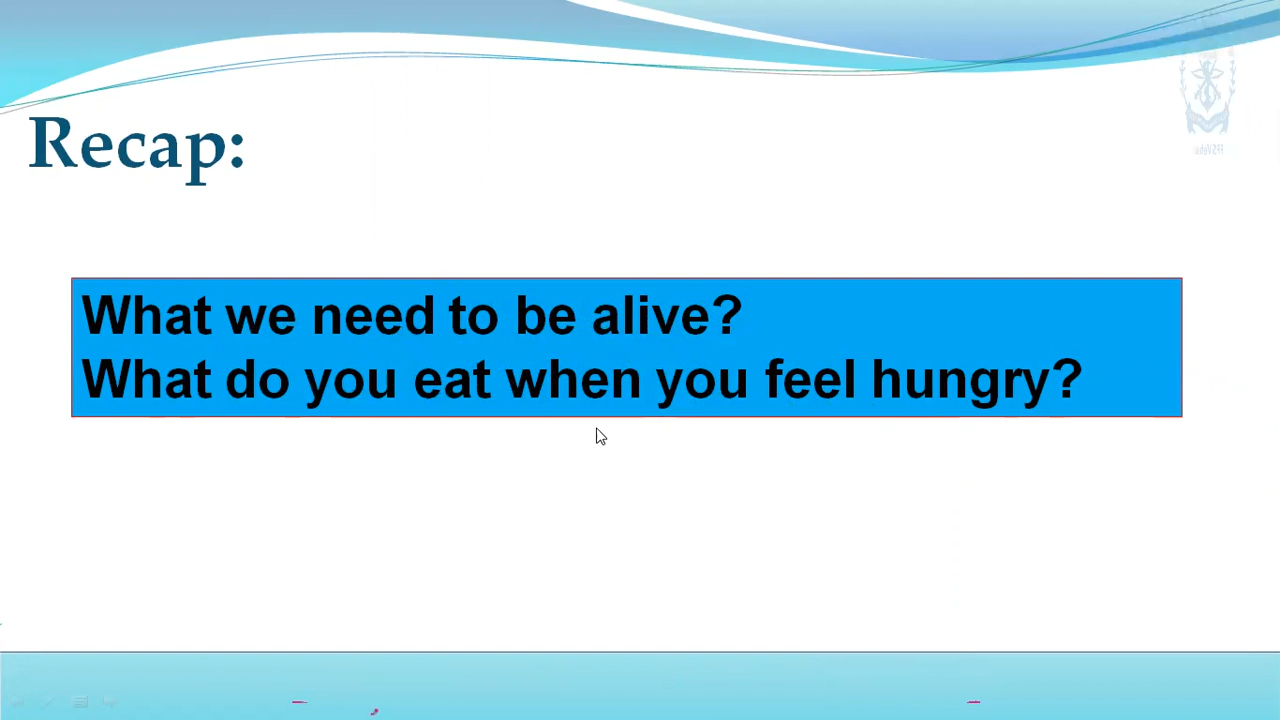 Recap:
What we need to be alive?
What do you eat when you feel hungry?